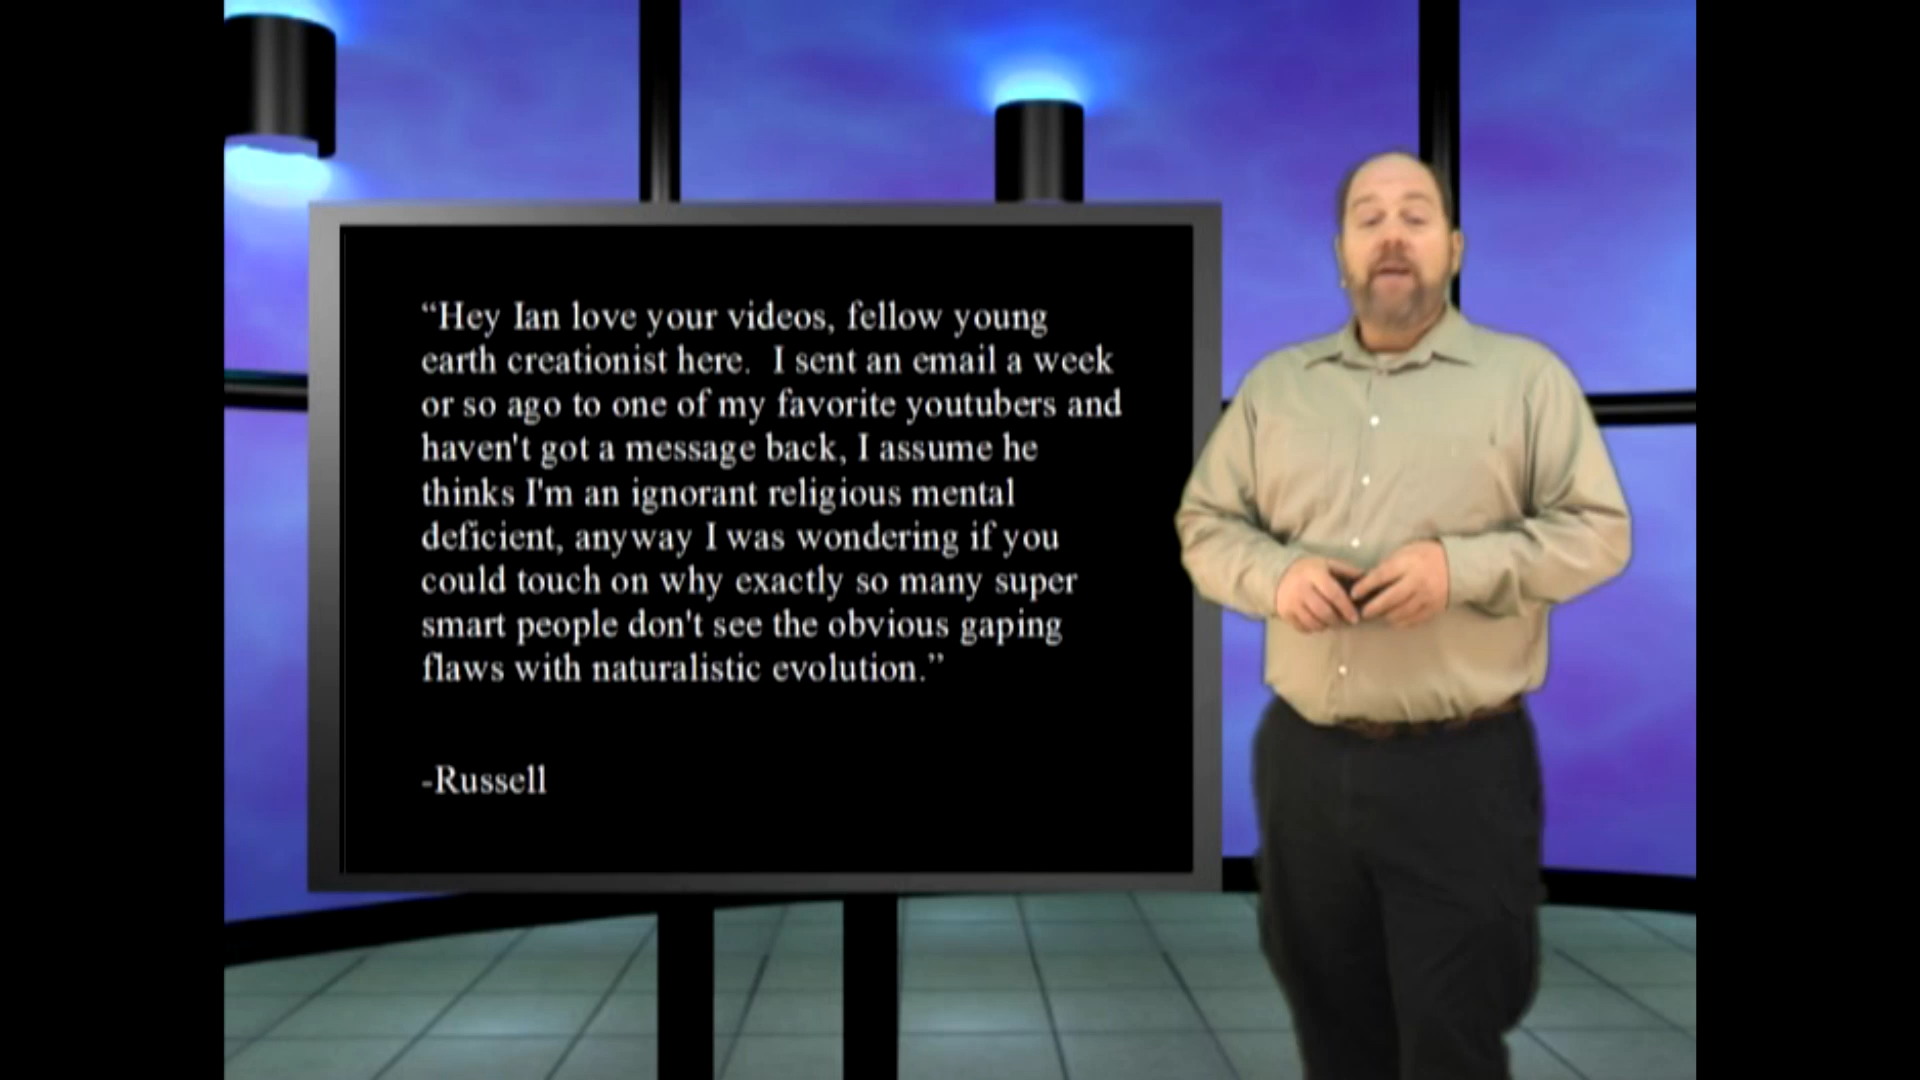 “Hey Ian love your videos, fellow young
earth creationist here.  I sent an email a week
or so ago to one of my favorite youtubers and
haven't got a message back, I assume he
thinks I'm an ignorant religious mental
deficient, anyway I was wondering if you
could touch on why exactly so many super
smart people don't see the obvious gaping
flaws with naturalistic evolution.”
-Russell